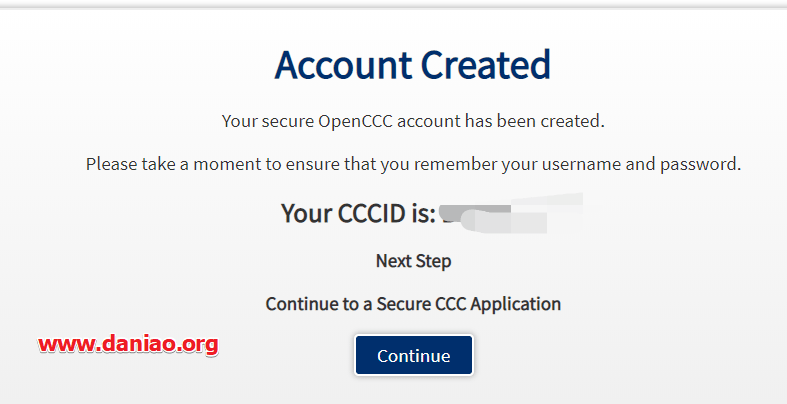 Account Created
Your secure OpenCCC account has been created.
Please take a moment to ensure that you remember your username and password.
Your CCCID is:
Next Step
Continue to a Secure CCC Application
www.daniao.org
Continue